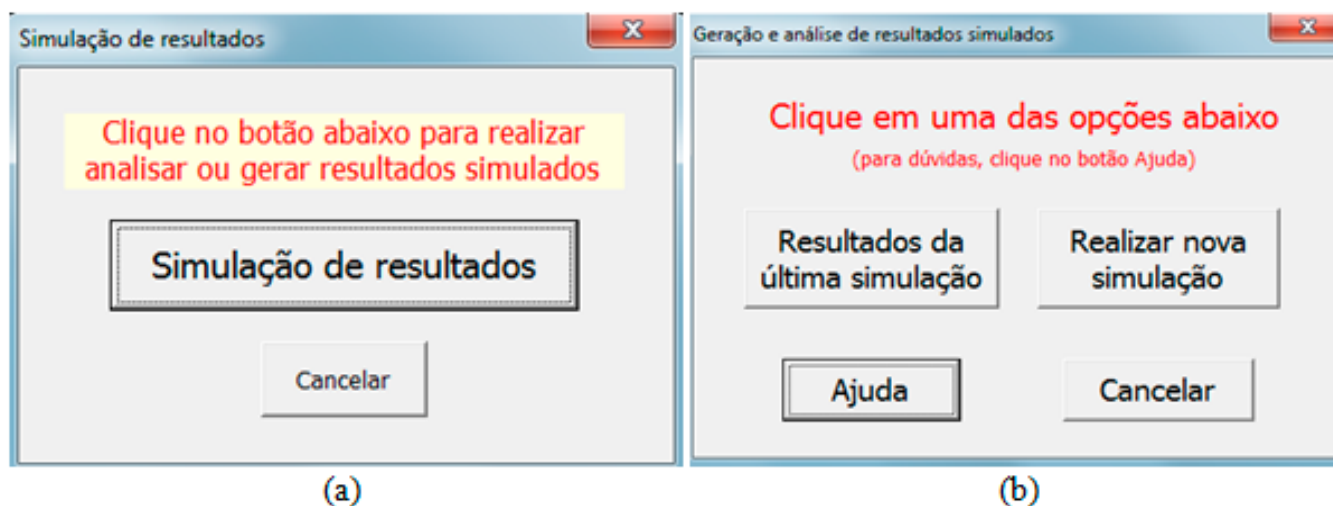 Simulação de resultados
Clique no botão abaixo para realizar
analisar ou gerar resultados simulados
Simulação de resultados
Cancelar
(a)
Geração e análise de resultados simulados
Clique em uma das opções abaixo
(para dúvidas, clique no botão Ajuda)
Resultados da
última simulação
Realizar nova
simulação
Ajuda
Cancelar
(b)